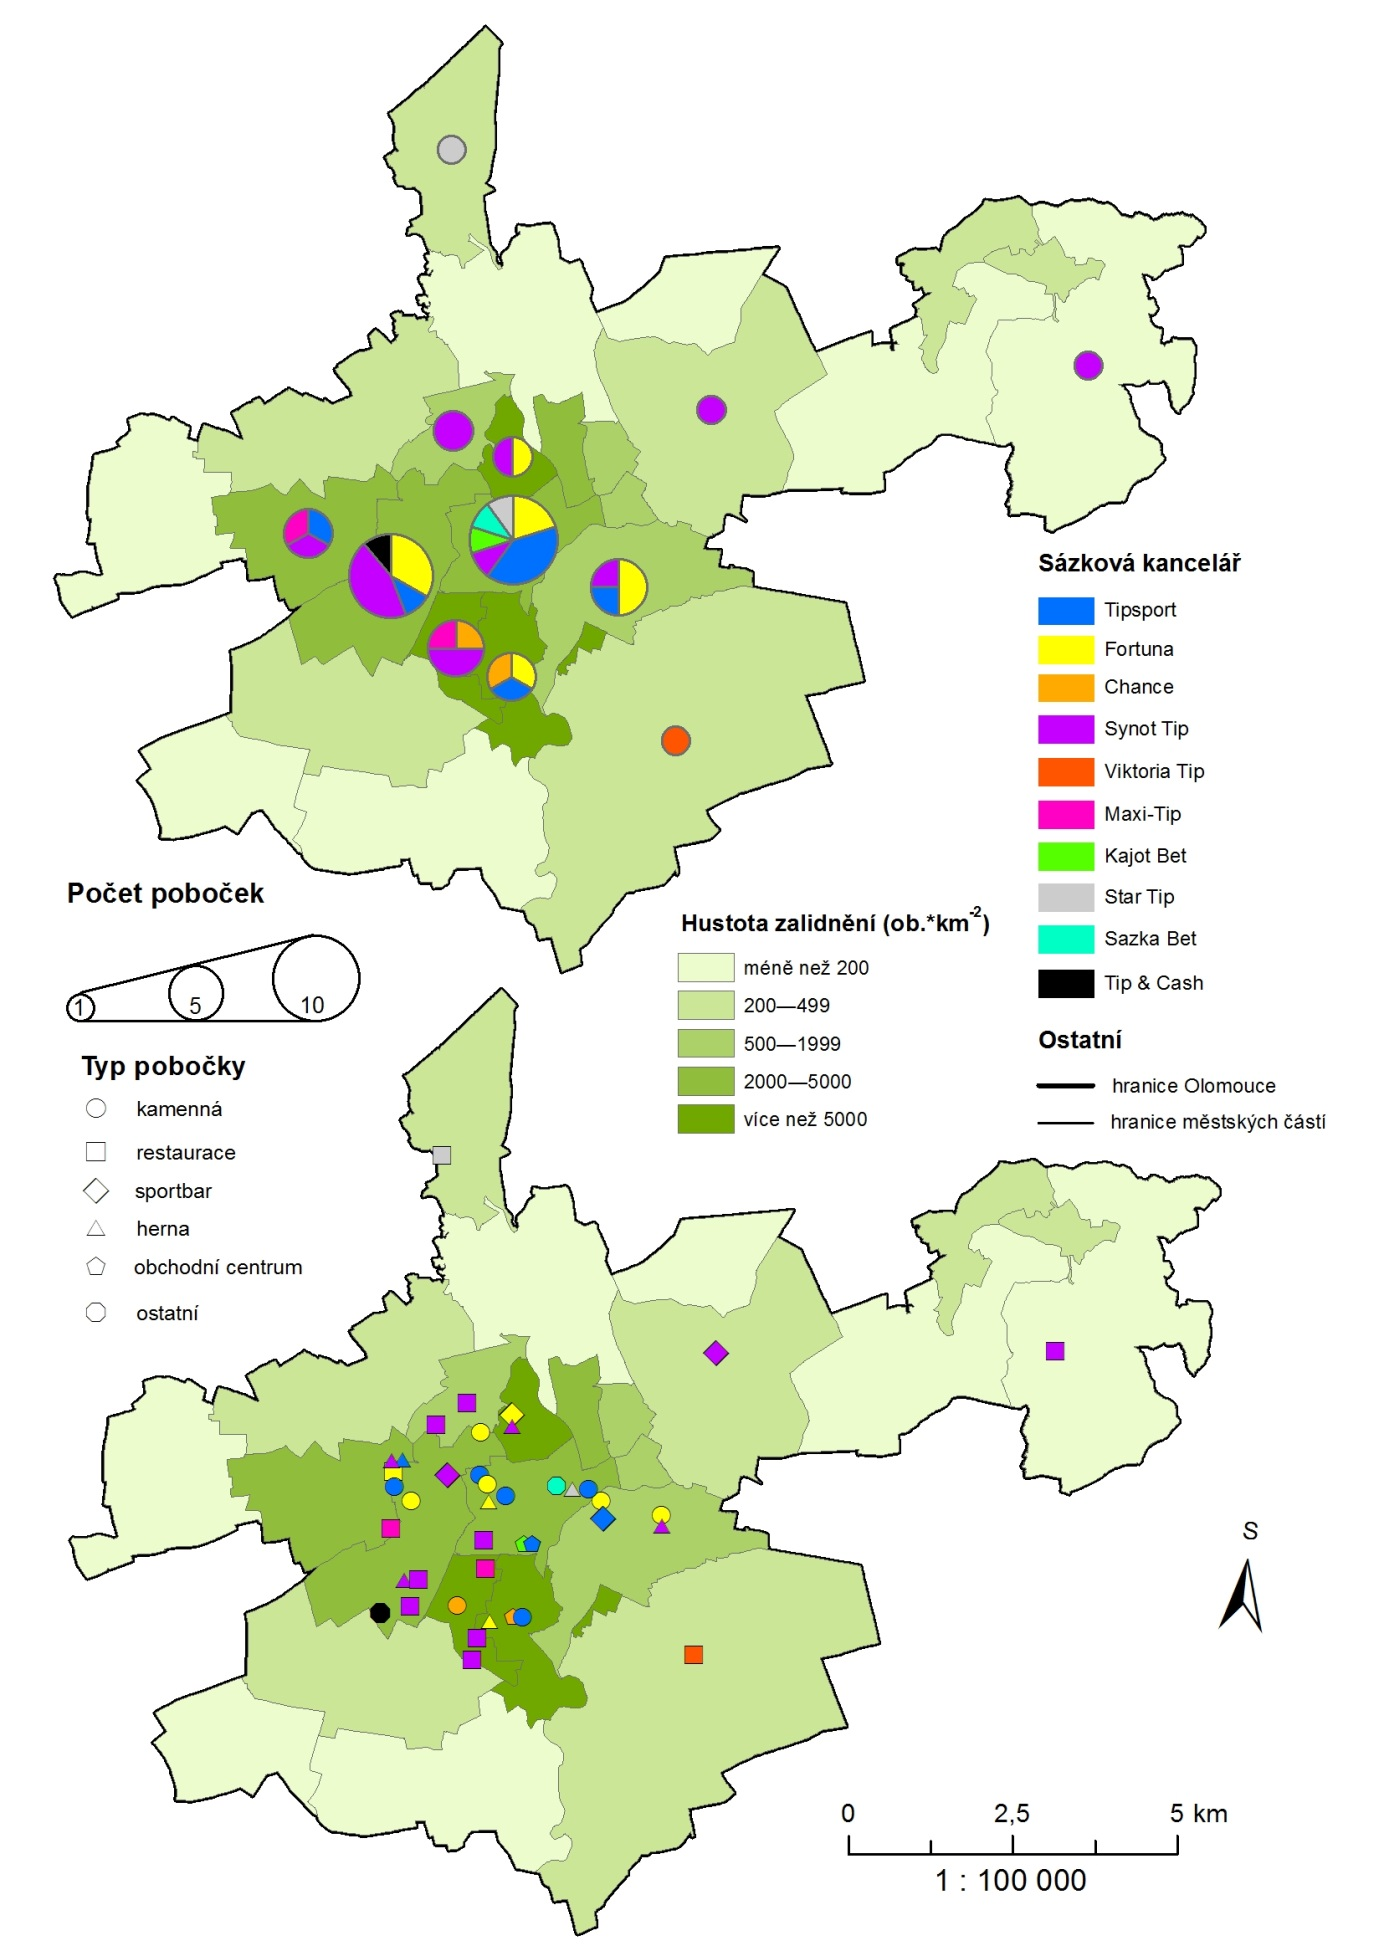 Sázková kancelář
Tipsport
Fortuna
Chance
Synot Tip
Viktoria Tip
Maxi-Tip
Kajot Bet
Star Tip
Sazka Bet
Tip & Cash
Ostatní
hranice Olomouce
hranice městských částí
Počet poboček
1
5
10
Hustota zalidnění (ob.*km-2)
méně než 200
200—499
500—1999
2000—5000
více než 5000
Typ pobočky
kamenná
restaurace
sportbar
herna
obchodní centrum
ostatní
S
0 2,5 5 km
1 : 100 000